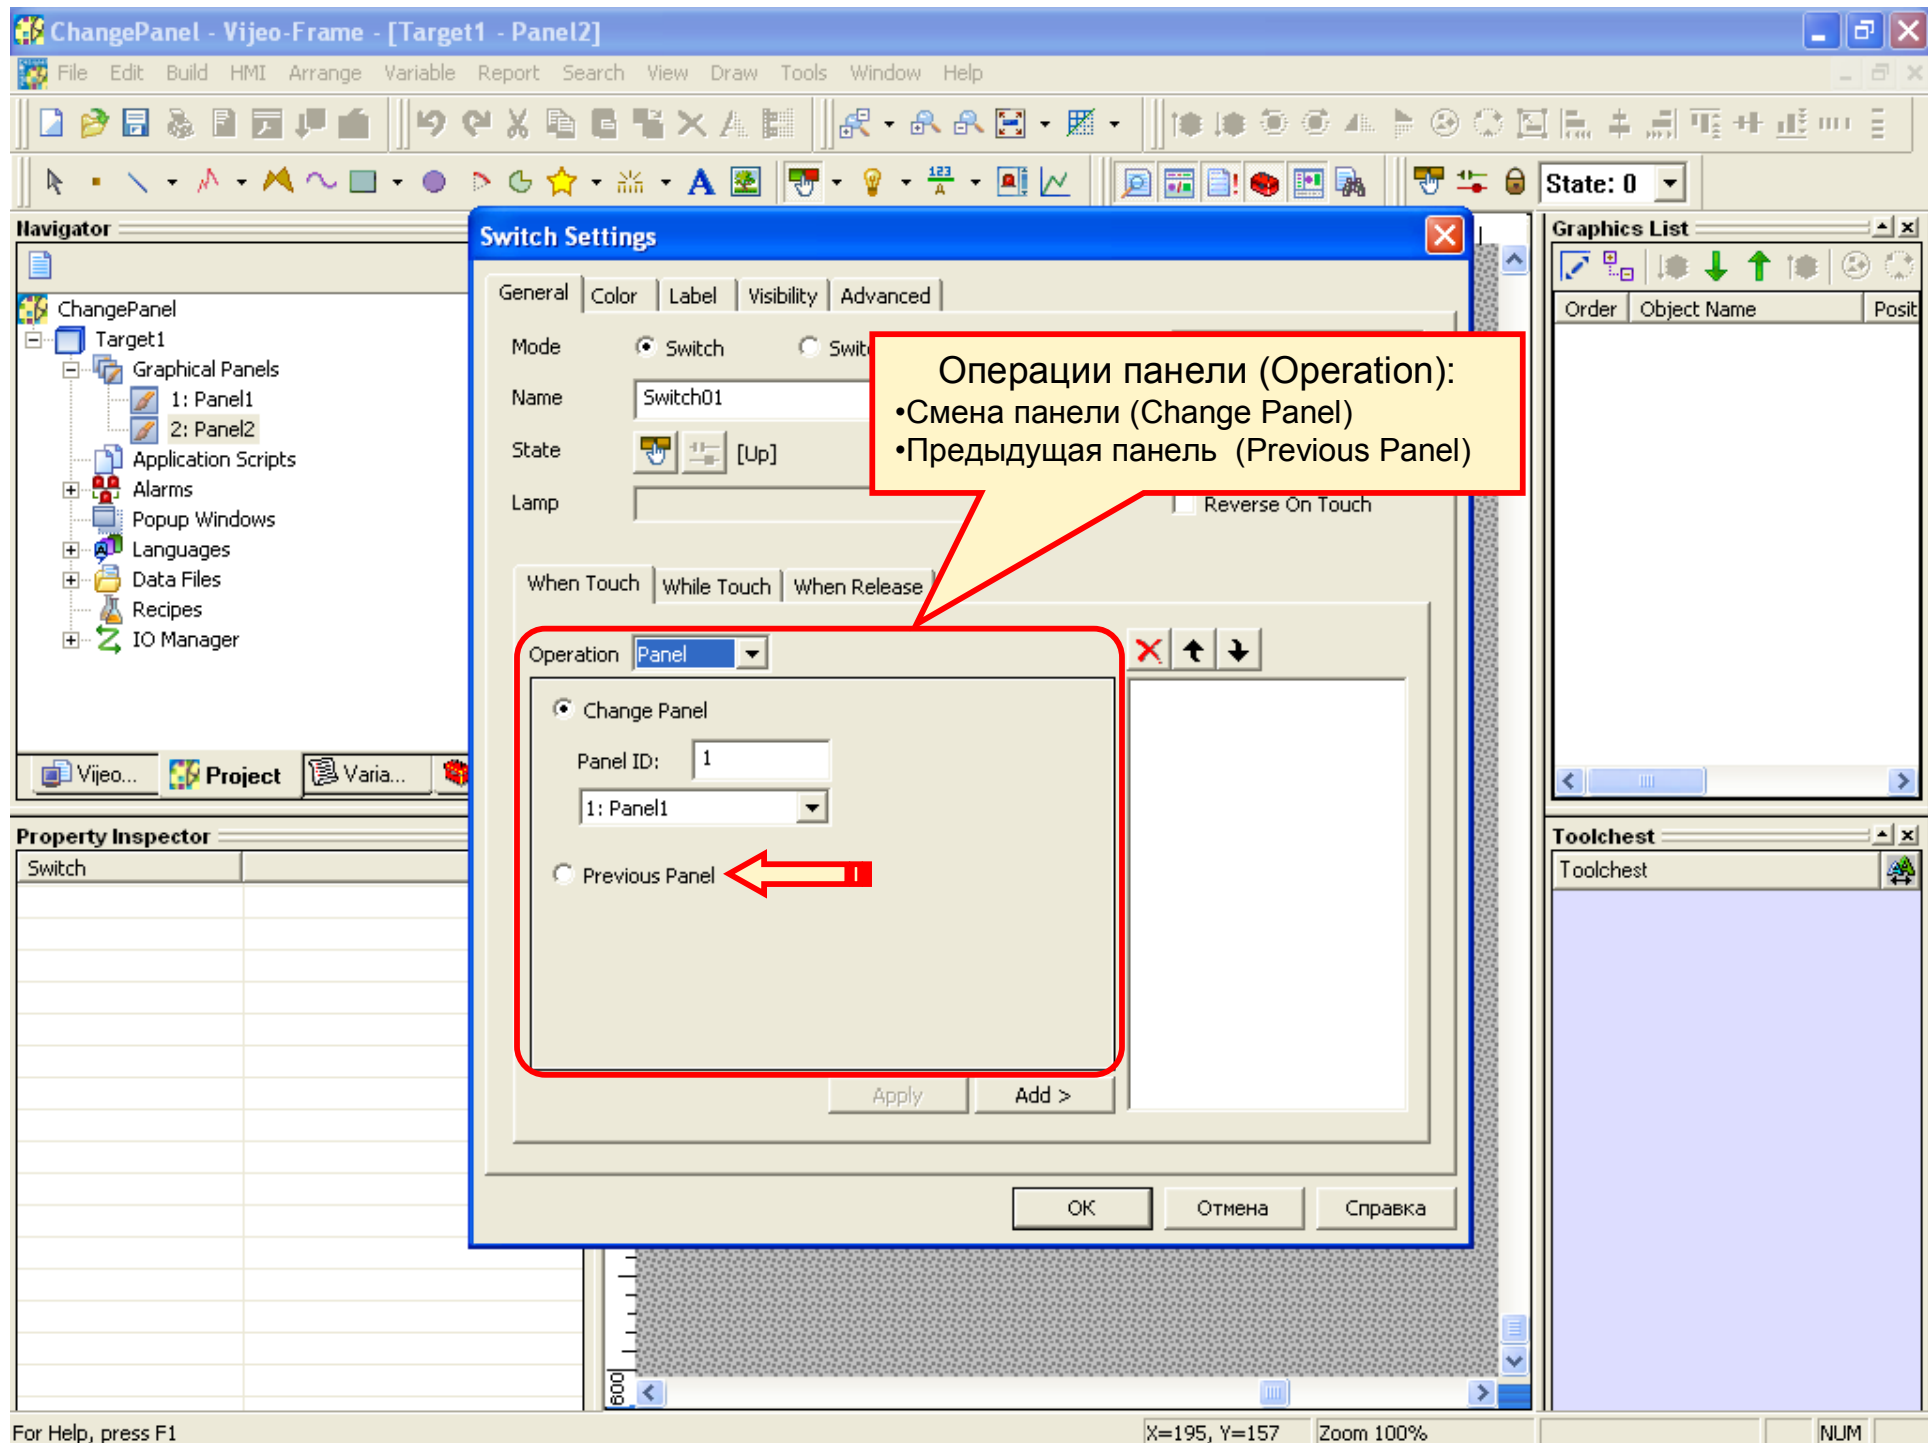 ChangePanel - Vijeo-Frame - [Target1 - Panel2]
File Edit Build HMI Arrange Variable Report Search View Draw Tools Window Help
State: 0
Navigator
ChangePanel
Target1
Graphical Panels
1: Panel1
2: Panel2
Application Scripts
Alarms
Popup Windows
Languages
Data Files
Recipes
IO Manager
Vijeo... Project Varia...
Property Inspector
Switch
Switch Settings
General Color Label Visibility Advanced
Mode Switch
Name Switch01
State [Up]
Lamp Reverse On Touch
Операции панели (Operation):
•Смена панели (Change Panel)
•Предыдущая панель (Previous Panel)
When Touch While Touch When Release
Operation Panel
Change Panel
Panel ID: 1
1: Panel1
Previous Panel
Apply Add >
OK Отмена Справка
600
Graphics List
Order Object Name Posit
Toolchest
Toolchest
For Help, press F1 X=195, Y=157 Zoom 100% NUM